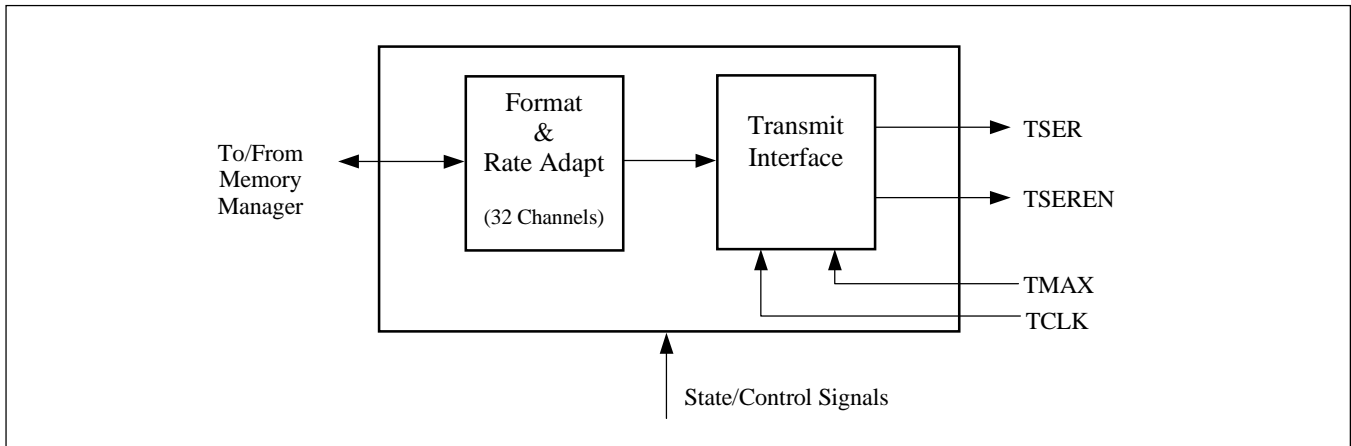 Format
&
Rate Adapt
(32 Channels)
Transmit
Interface
To/From
Memory
Manager
TSER
TSEREN
TMAX
TCLK
State/Control Signals